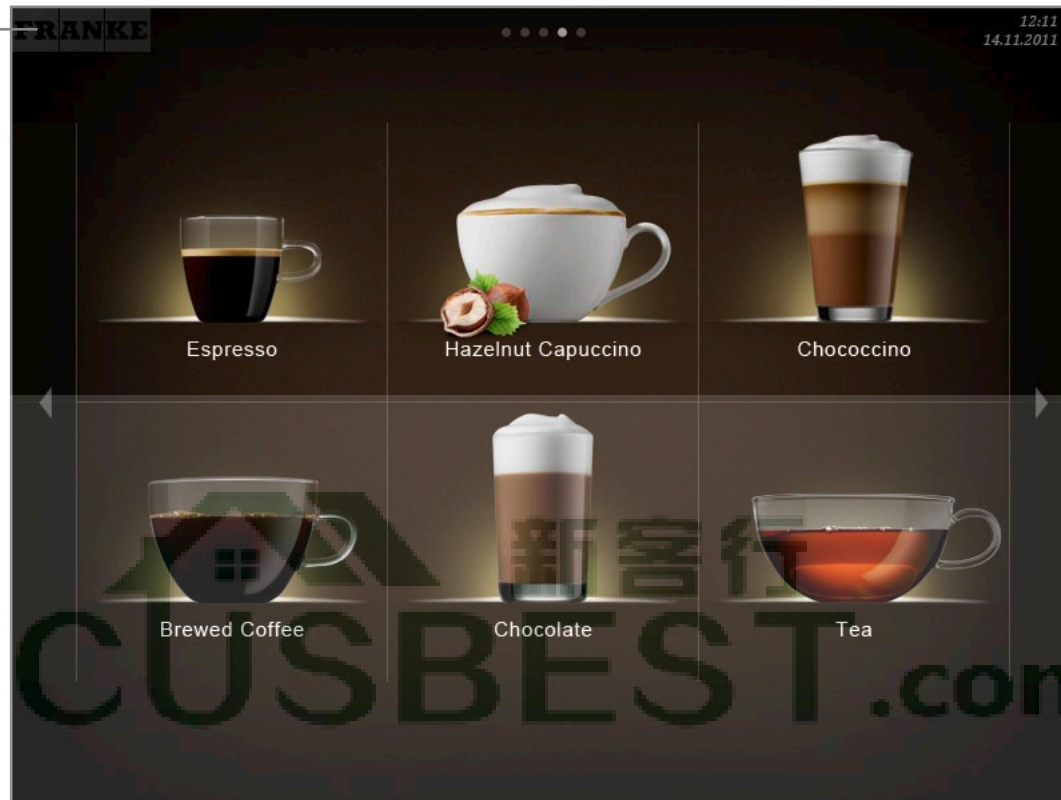 FRANKE
12:11
14.11.2011
Espresso
Hazelnut Capuccino
Chococcino
Brewed Coffee
Chocolate
Tea
新客行
CUSBEST.com